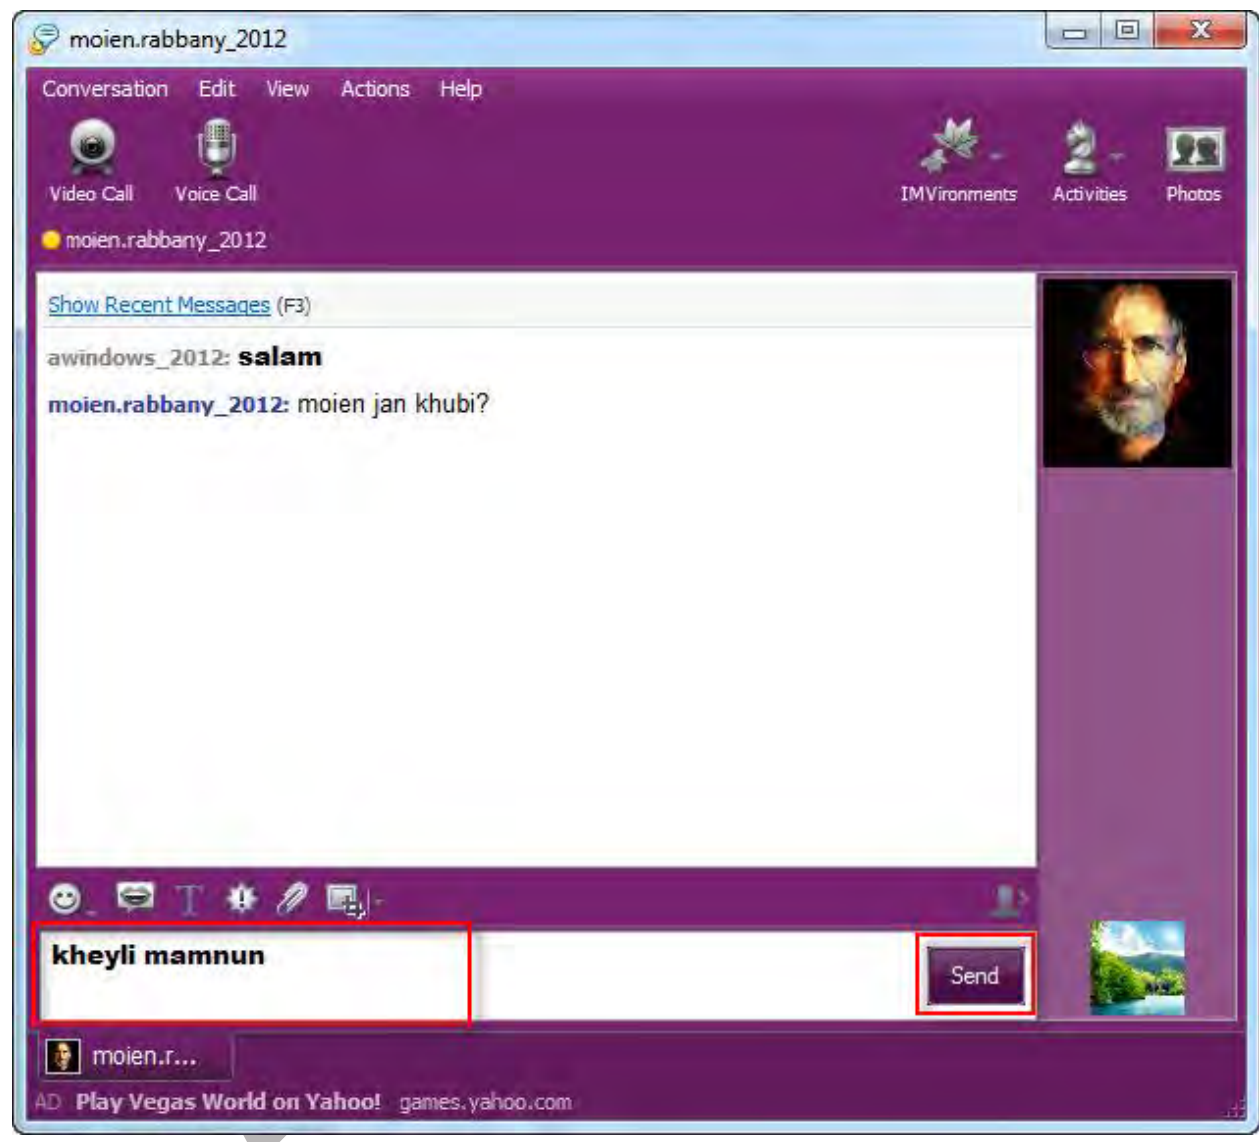 moien.rabbany_2012
Conversation Edit View Actions Help
Video Call Voice Call IMVironments Activities Photos
moien.rabbany_2012
Show Recent Messages (F3)
awindows_2012: salam
moien.rabbany_2012: moien jan khubi?
kheyli mamnun
Send
moien.r...
AD Play Vegas World on Yahoo! games.yahoo.com